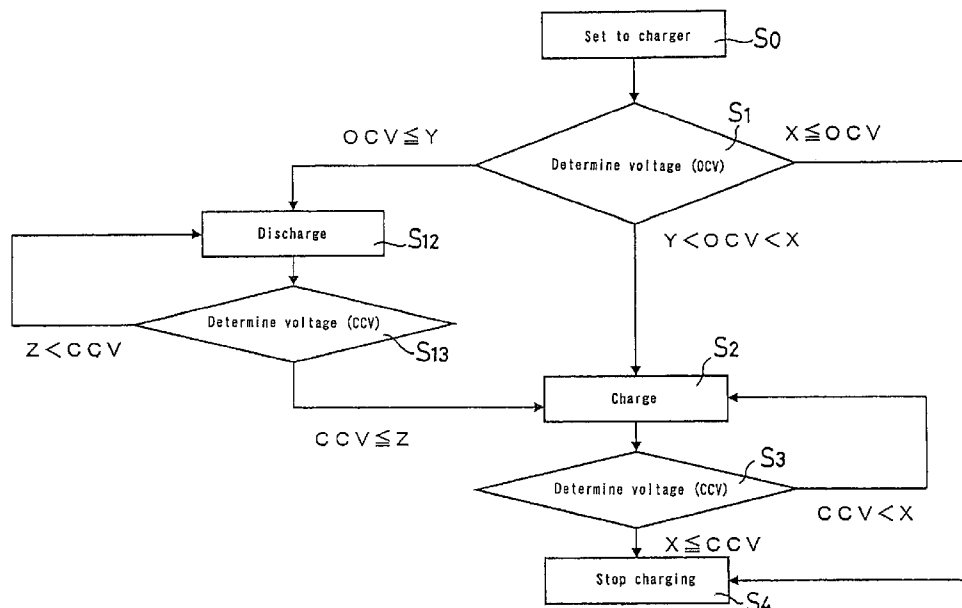 Set to charger
S0
S1
OCV≦Y
X≦OCV
Determine voltage (OCV)
Discharge
S12
Y<OCV<X
Determine voltage (CCV)
Z<CCV
S13
S2
Charge
CCV≦Z
S3
Determine voltage (CCV)
CCV<X
X≦CCV
Stop charging
S4